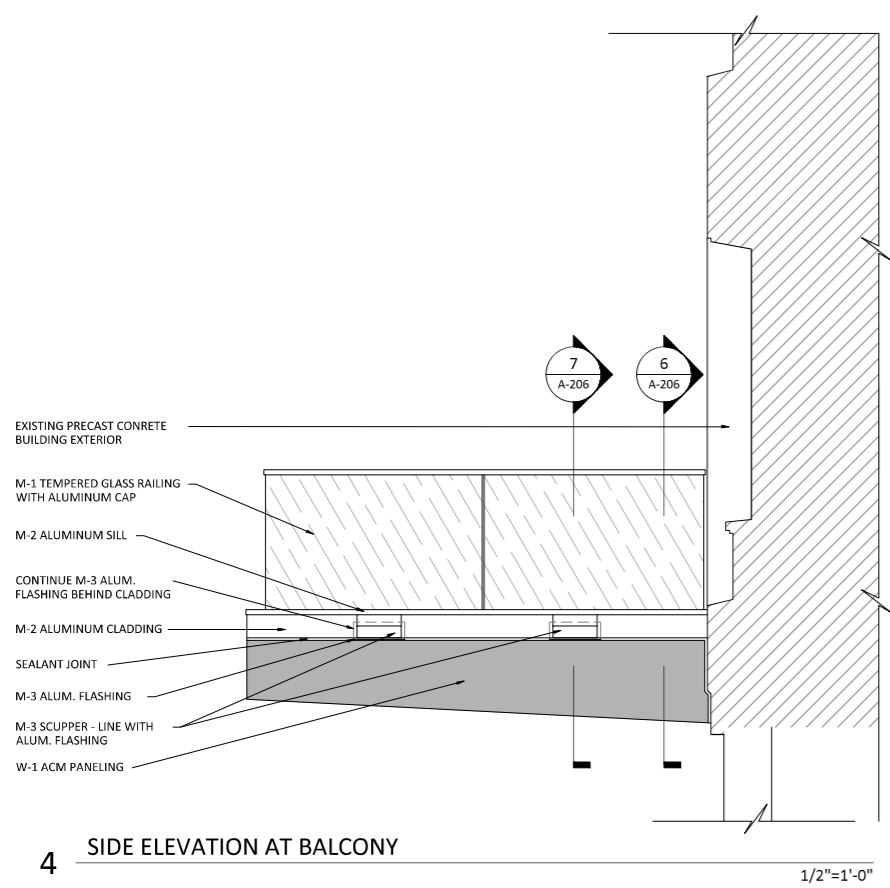 7
A-206
6
A-206
EXISTING PRECAST CONRETE
BUILDING EXTERIOR
M-1 TEMPERED GLASS RAILING
WITH ALUMINUM CAP
M-2 ALUMINUM SILL
CONTINUE M-3 ALUM.
FLASHING BEHIND CLADDING
M-2 ALUMINUM CLADDING
SEALANT JOINT
M-3 ALUM. FLASHING
M-3 SCUPPER - LINE WITH
ALUM. FLASHING
W-1 ACM PANELING
4 SIDE ELEVATION AT BALCONY
1/2"=1'-0"